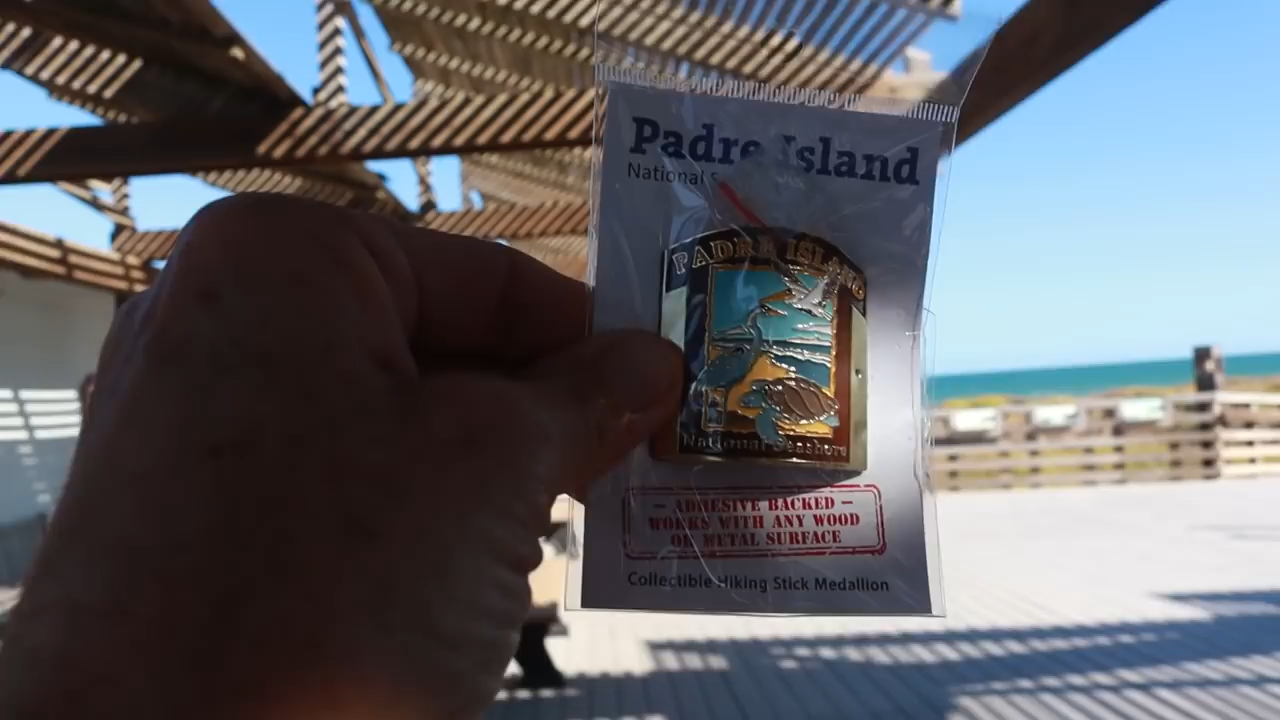 Padre Island
National
PADRE ISLAND
National Seashore
— ADHESIVE BACKED —
WORKS WITH ANY WOOD
OR METAL SURFACE
Collectible Hiking Stick Medallion